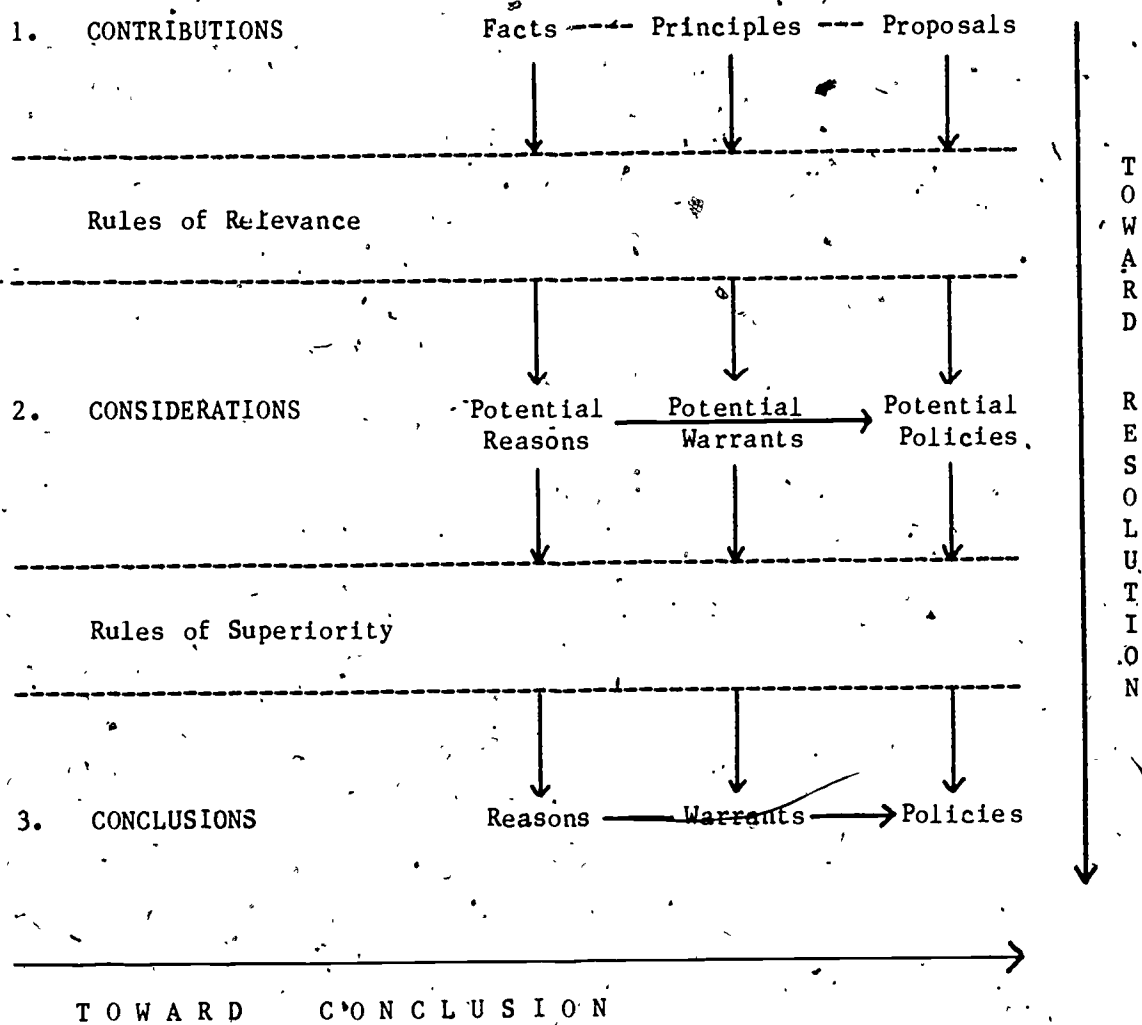 1. CONTRIBUTIONS Facts ---- Principles --- Proposals
Rules of Relevance
2. CONSIDERATIONS Potential Potential Potential
Reasons Warrants Policies
Rules of Superiority
3. CONCLUSIONS Reasons Warrants Policies
TOWARD CONCLUSION
TOWARD RESOLUTION